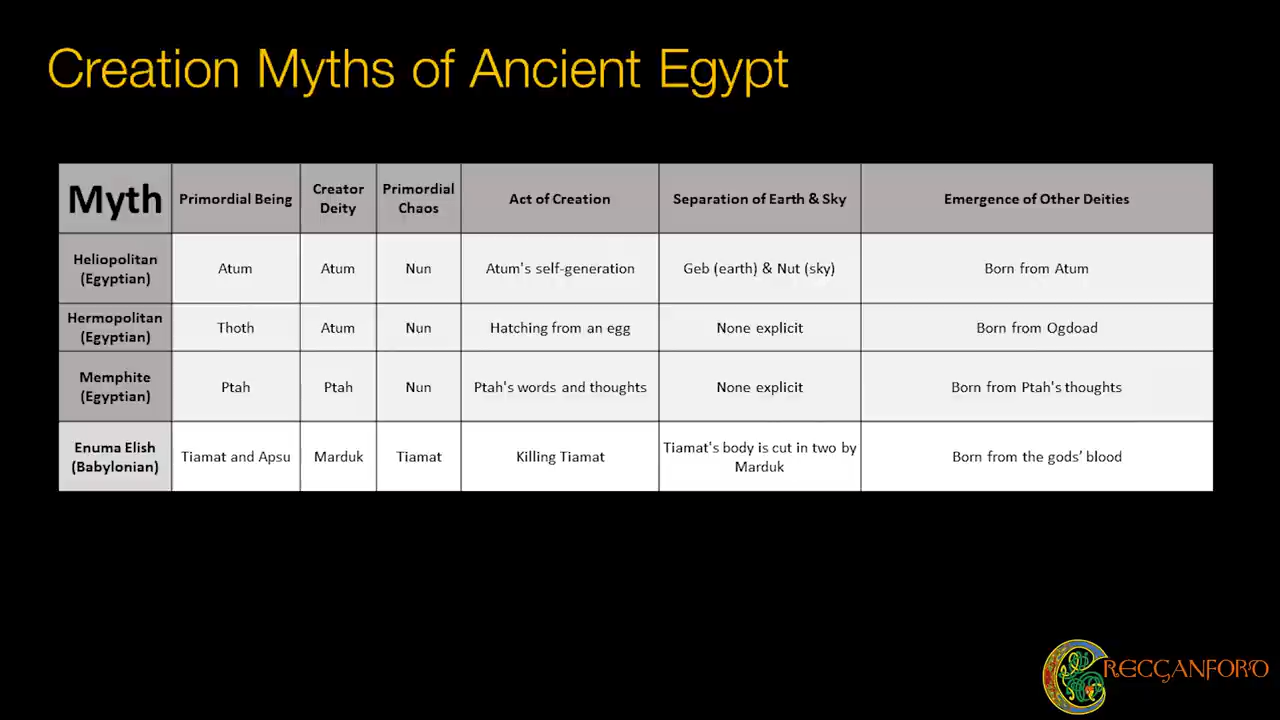 Creation Myths of Ancient Egypt
Myth
Primordial Being
Creator
Deity
Primordial
Chaos
Act of Creation
Separation of Earth & Sky
Emergence of Other Deities
Heliopolitan
(Egyptian)
Atum
Atum
Nun
Atum's self-generation
Geb (earth) & Nut (sky)
Born from Atum
Hermopolitan
(Egyptian)
Thoth
Atum
Nun
Hatching from an egg
None explicit
Born from Ogdoad
Memphite
(Egyptian)
Ptah
Ptah
Nun
Ptah's words and thoughts
None explicit
Born from Ptah's thoughts
Enuma Elish
(Babylonian)
Tiamat and Apsu
Marduk
Tiamat
Killing Tiamat
Tiamat's body is cut in two by
Marduk
Born from the gods’ blood
CRECGANFORD